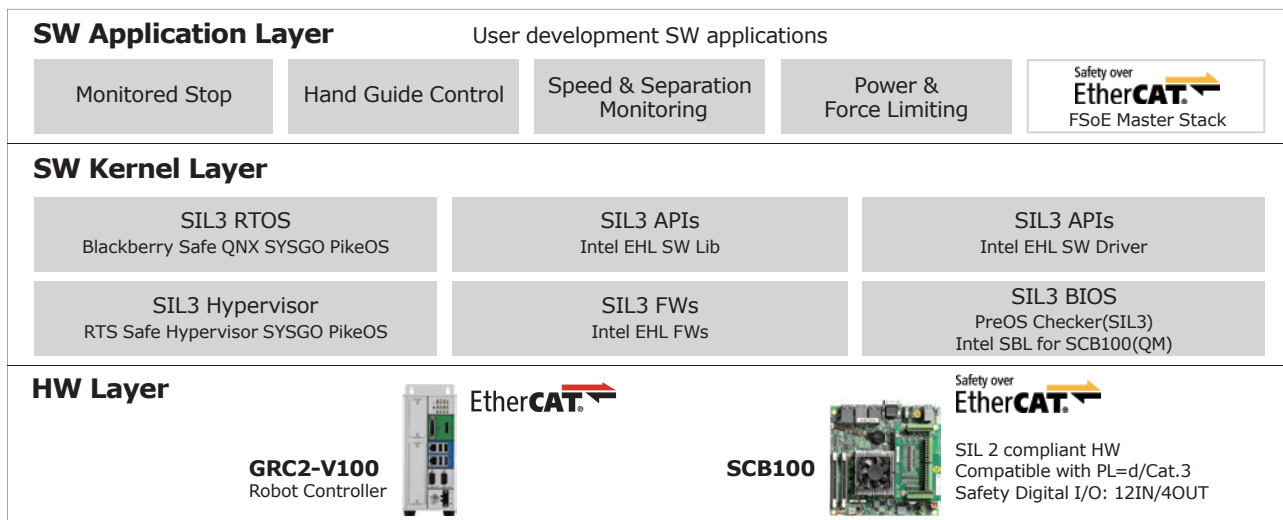 SW Application Layer
User development SW applications
Monitored Stop
Hand Guide Control
Speed & Separation
Monitoring
Power &
Force Limiting
Safety over
EtherCAT®
FSoE Master Stack
SW Kernel Layer
SIL3 RTOS
Blackberry Safe QNX SYSGO PikeOS
SIL3 APIs
Intel EHL SW Lib
SIL3 APIs
Intel EHL SW Driver
SIL3 Hypervisor
RTS Safe Hypervisor SYSGO PikeOS
SIL3 FWs
Intel EHL FWs
SIL3 BIOS
PreOS Checker(SIL3)
Intel SBL for SCB100(QM)
HW Layer
GRC2-V100
Robot Controller
EtherCAT®
SCB100
Safety over
EtherCAT®
SIL 2 compliant HW
Compatible with PL=d/Cat.3
Safety Digital I/O: 12IN/4OUT